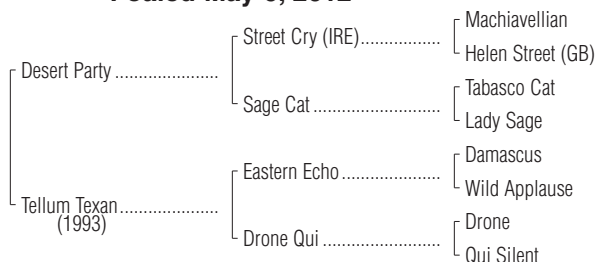 Foaled May 6, 2012
Machiavellian
Street Cry (IRE)
Helen Street (GB)
Desert Party
Tabasco Cat
Sage Cat
Lady Sage
Damascus
Eastern Echo
Wild Applause
Tellum Texan
(1993)
Drone
Drone Qui
Qui Silent